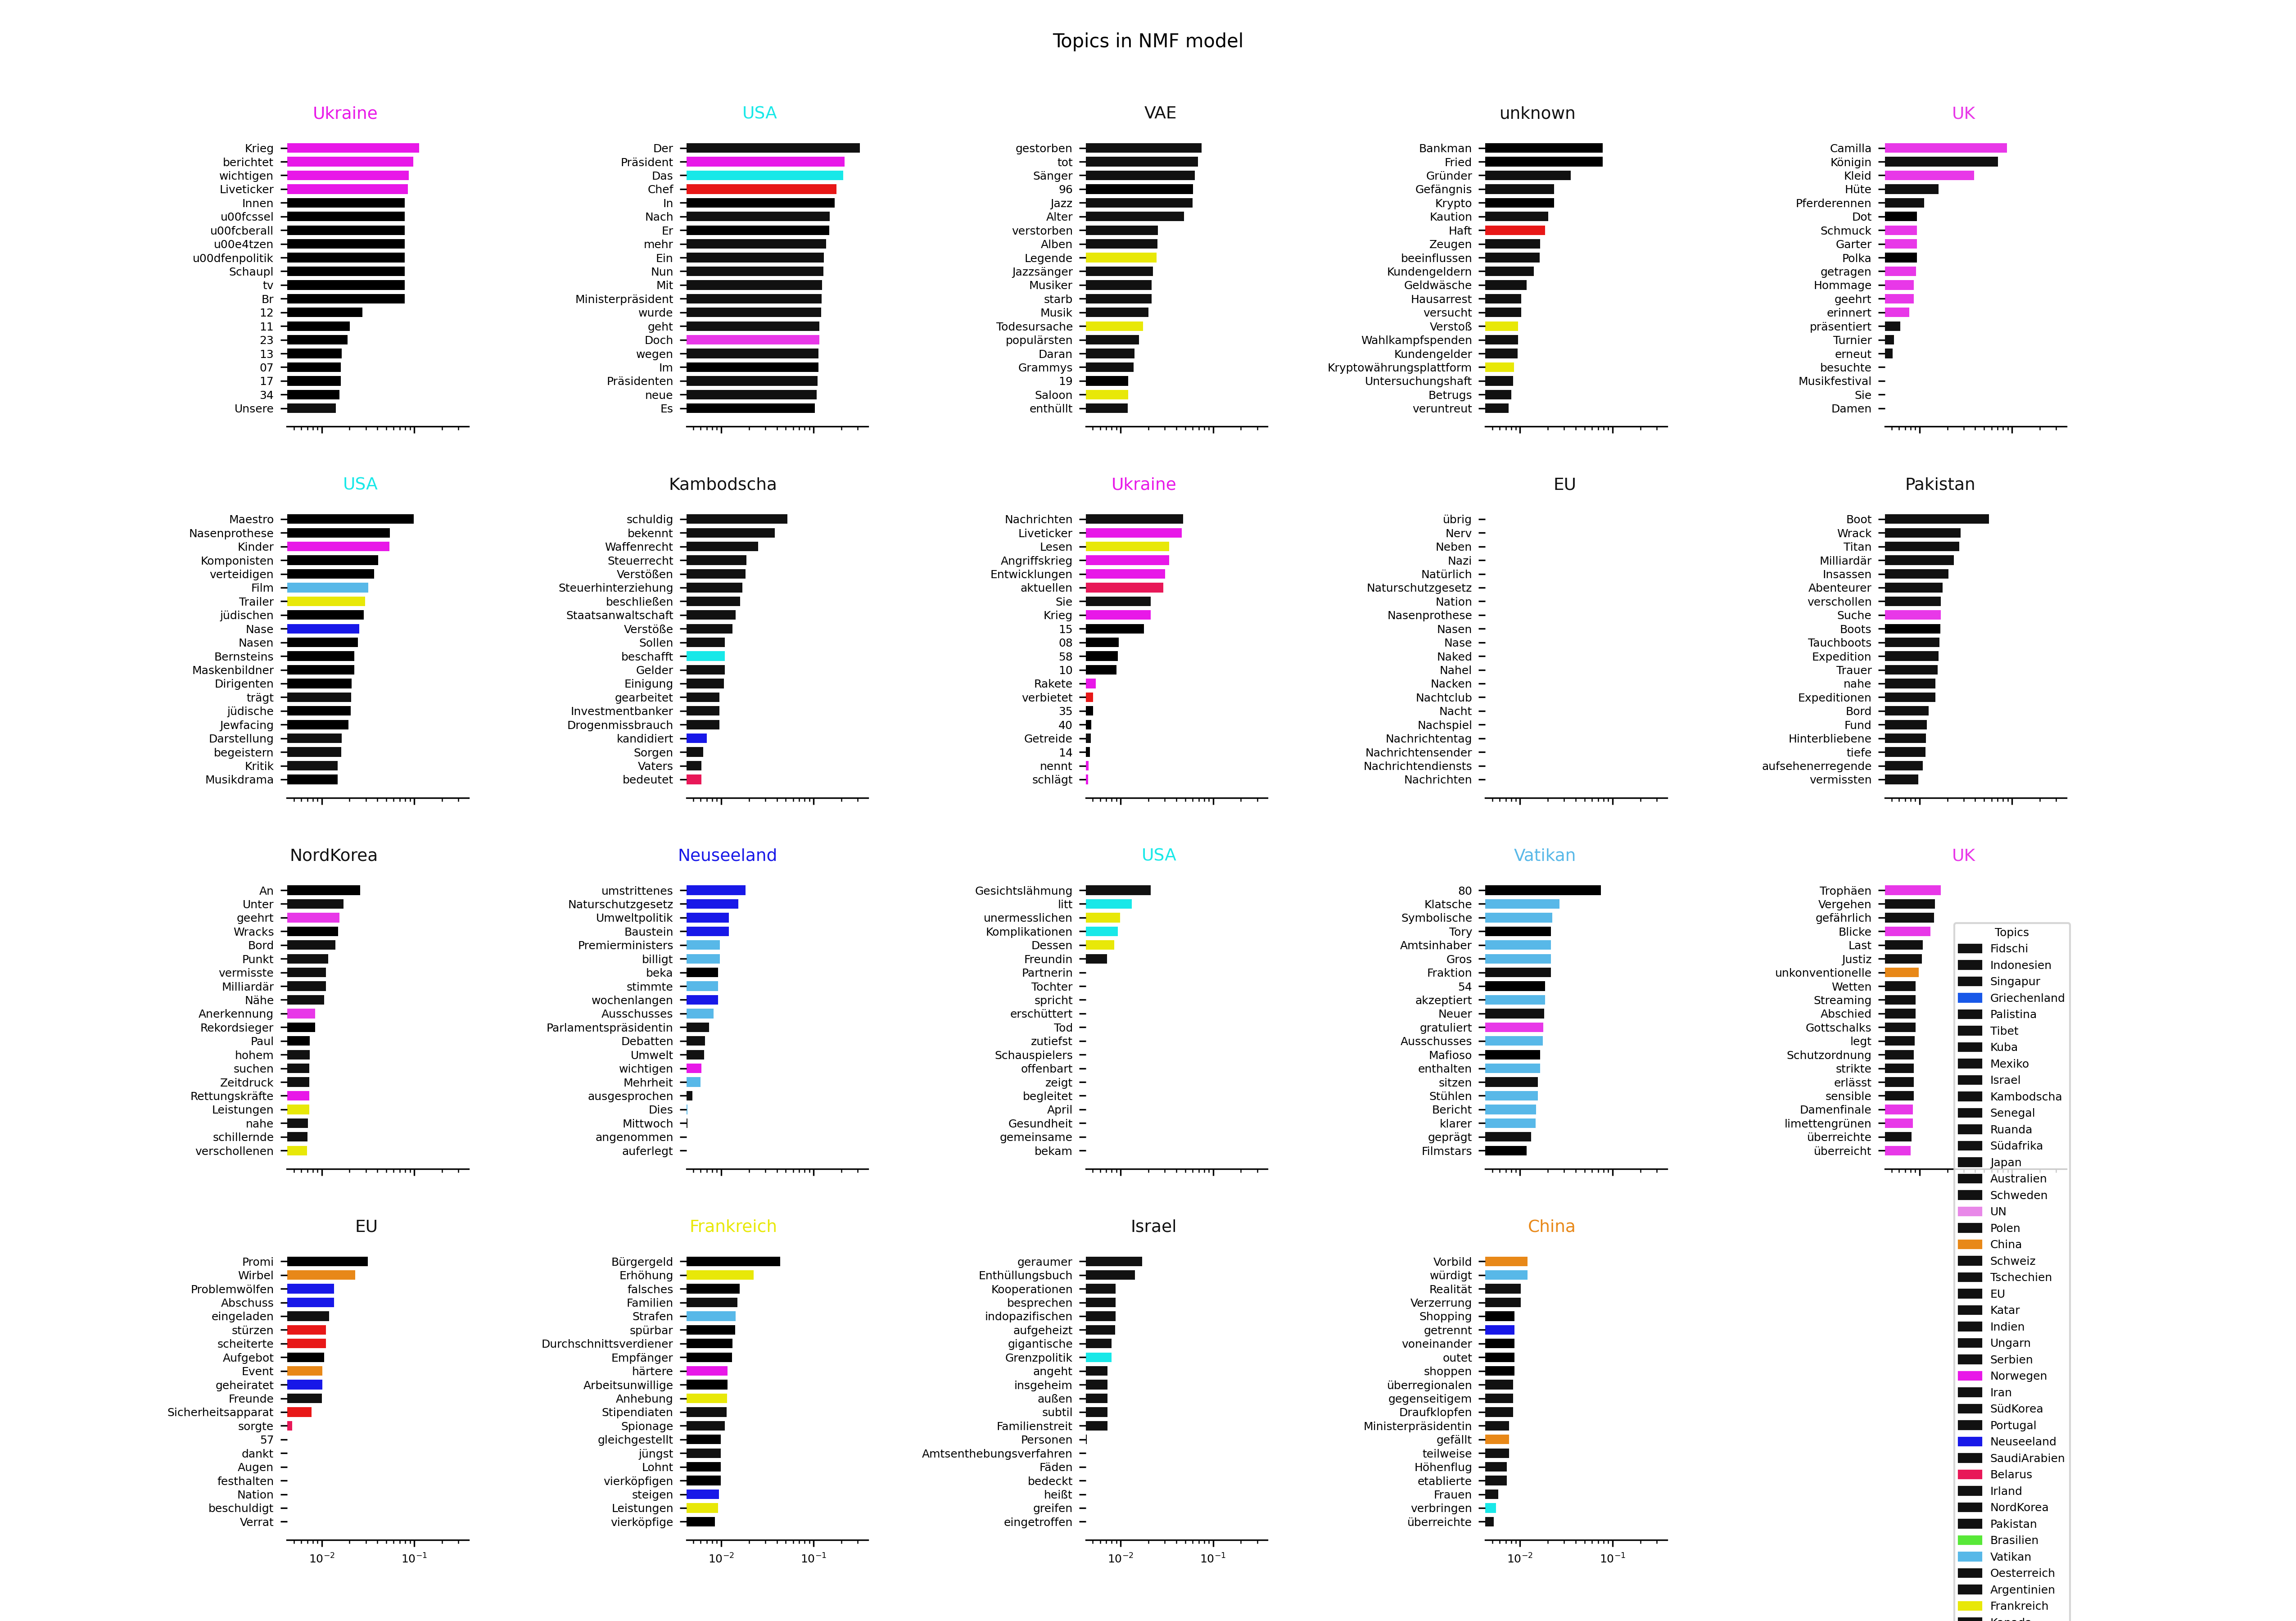 Topics in NMF model
Ukraine
Krieg
berichtet
wichtigen
Liveticker
Innen
u00fcssel
u00fcberall
u00e4tzen
u00dfenpolitik
Schaupl
tv
Br
12
11
23
13
07
17
34
Unsere
USA
Der
Präsident
Das
Chef
In
Nach
Er
mehr
Ein
Nun
Mit
Ministerpräsident
wurde
geht
Doch
wegen
Im
Präsidenten
neue
Es
VAE
gestorben
tot
Sänger
96
Jazz
Alter
verstorben
Alben
Legende
Jazzsänger
Musiker
starb
Musik
Todesursache
populärsten
Daran
Grammys
19
Saloon
enthüllt
unknown
Bankman
Fried
Gründer
Gefängnis
Krypto
Kaution
Haft
Zeugen
beeinflussen
Kundengeldern
Geldwäsche
Hausarrest
versucht
Verstoß
Wahlkampfspenden
Kundengelder
Kryptowährungsplattform
Untersuchungshaft
Betrugs
veruntreut
UK
Camilla
Königin
Kleid
Hüte
Pferderennen
Dot
Schmuck
Garter
Polka
getragen
Hommage
geehrt
erinnert
präsentiert
Turnier
erneut
besuchte
Musikfestival
Sie
Damen
USA
Maestro
Nasenprothese
Kinder
Komponisten
verteidigen
Film
Trailer
jüdischen
Nase
Nasen
Bernsteins
Maskenbildner
Dirigenten
trägt
jüdische
Jewfacing
Darstellung
begeistern
Kritik
Musikdrama
Kambodscha
schuldig
bekennt
Waffenrecht
Steuerrecht
Verstößen
Steuerhinterziehung
beschließen
Staatsanwaltschaft
Verstöße
Sollen
beschafft
Gelder
Einigung
gearbeitet
Investmentbanker
Drogenmissbrauch
kandidiert
Sorgen
Vaters
bedeutet
Ukraine
Nachrichten
Liveticker
Lesen
Angriffskrieg
Entwicklungen
aktuellen
Sie
Krieg
15
08
58
10
Rakete
verbietet
35
40
Getreide
14
nennt
schlägt
EU
übrig
Nerv
Neben
Nazi
Natürlich
Naturschutzgesetz
Nation
Nasenprothese
Nasen
Nase
Naked
Nahel
Nacken
Nachtclub
Nacht
Nachspiel
Nachrichtentag
Nachrichtensender
Nachrichtendiensts
Nachrichten
Pakistan
Boot
Wrack
Titan
Milliardär
Insassen
Abenteurer
verschollen
Suche
Boots
Tauchboots
Expedition
Trauer
nahe
Expeditionen
Bord
Fund
Hinterbliebene
tiefe
aufsehenerregende
vermissten
NordKorea
An
Unter
geehrt
Wracks
Bord
Punkt
vermisste
Milliardär
Nähe
Anerkennung
Rekordsieger
Paul
hohem
suchen
Zeitdruck
Rettungskräfte
Leistungen
nahe
schillernde
verschollenen
Neuseeland
umstrittenes
Naturschutzgesetz
Umweltpolitik
Baustein
Premierministers
billigt
beka
stimmte
wochenlangen
Ausschusses
Parlamentspräsidentin
Debatten
Umwelt
wichtigen
Mehrheit
ausgesprochen
Dies
Mittwoch
angenommen
auferlegt
USA
Gesichtslähmung
litt
unermesslichen
Komplikationen
Dessen
Freundin
Partnerin
Tochter
spricht
erschüttert
Tod
zutiefst
Schauspielers
offenbart
zeigt
begleitet
April
Gesundheit
gemeinsame
bekam
Vatikan
80
Klatsche
Symbolische
Tory
Amtsinhaber
Gros
Fraktion
54
akzeptiert
Neuer
gratuliert
Ausschusses
Mafioso
enthalten
sitzen
Stühlen
Bericht
klarer
geprägt
Filmstars
UK
Trophäen
Vergehen
gefährlich
Blicke
Last
Justiz
unkonventionelle
Wetten
Streaming
Abschied
Gottschalks
legt
Schutzordnung
strikte
erlässt
sensible
Damenfinale
limettengrünen
überreichte
überreicht
EU
Promi
Wirbel
Problemwölfen
Abschuss
eingeladen
stürzen
scheiterte
Aufgebot
Event
geheiratet
Freunde
Sicherheitsapparat
sorgte
57
dankt
Augen
festhalten
Nation
beschuldigt
Verrat
10⁻² 10⁻¹
Frankreich
Bürgergeld
Erhöhung
falsches
Familien
Strafen
spürbar
Durchschnittsverdiener
Empfänger
härtere
Arbeitsunwillige
Anhebung
Stipendiaten
Spionage
gleichgestellt
jüngst
Lohnt
vierköpfigen
steigen
Leistungen
vierköpfige
10⁻² 10⁻¹
Israel
geraumer
Enthüllungsbuch
Kooperationen
besprechen
indopazifischen
aufgeheizt
gigantische
Grenzpolitik
angeht
insgeheim
außen
subtil
Familienstreit
Personen
Amtsenthebungsverfahren
Fäden
bedeckt
heißt
greifen
eingetroffen
10⁻² 10⁻¹
China
Vorbild
würdigt
Realität
Verzerrung
Shopping
getrennt
voneinander
outet
shoppen
überregionalen
gegenseitigem
Draufklopfen
Ministerpräsidentin
gefällt
teilweise
Höhenflug
etablierte
Frauen
verbringen
überreichte
10⁻² 10⁻¹
Topics
Fidschi
Indonesien
Singapur
Griechenland
Palistina
Tibet
Kuba
Mexiko
Israel
Kambodscha
Senegal
Ruanda
Südafrika
Japan
Australien
Schweden
UN
Polen
China
Schweiz
Tschechien
EU
Katar
Indien
Ungarn
Serbien
Norwegen
Iran
SüdKorea
Portugal
Neuseeland
SaudiArabien
Belarus
Irland
NordKorea
Pakistan
Brasilien
Vatikan
Oesterreich
Argentinien
Frankreich